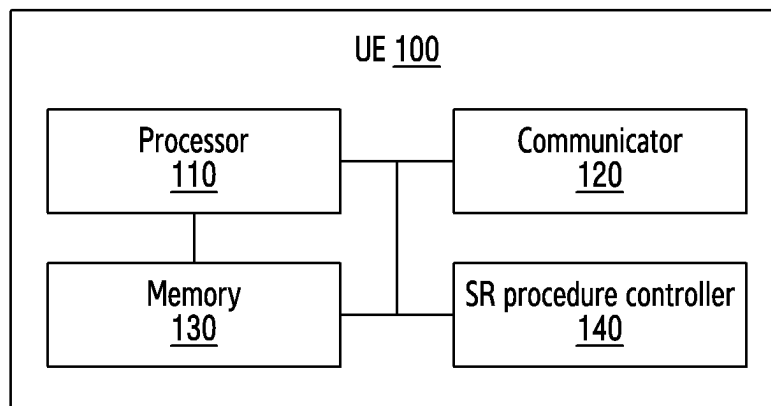 UE 100
Processor
110
Communicator
120
Memory
130
SR procedure controller
140